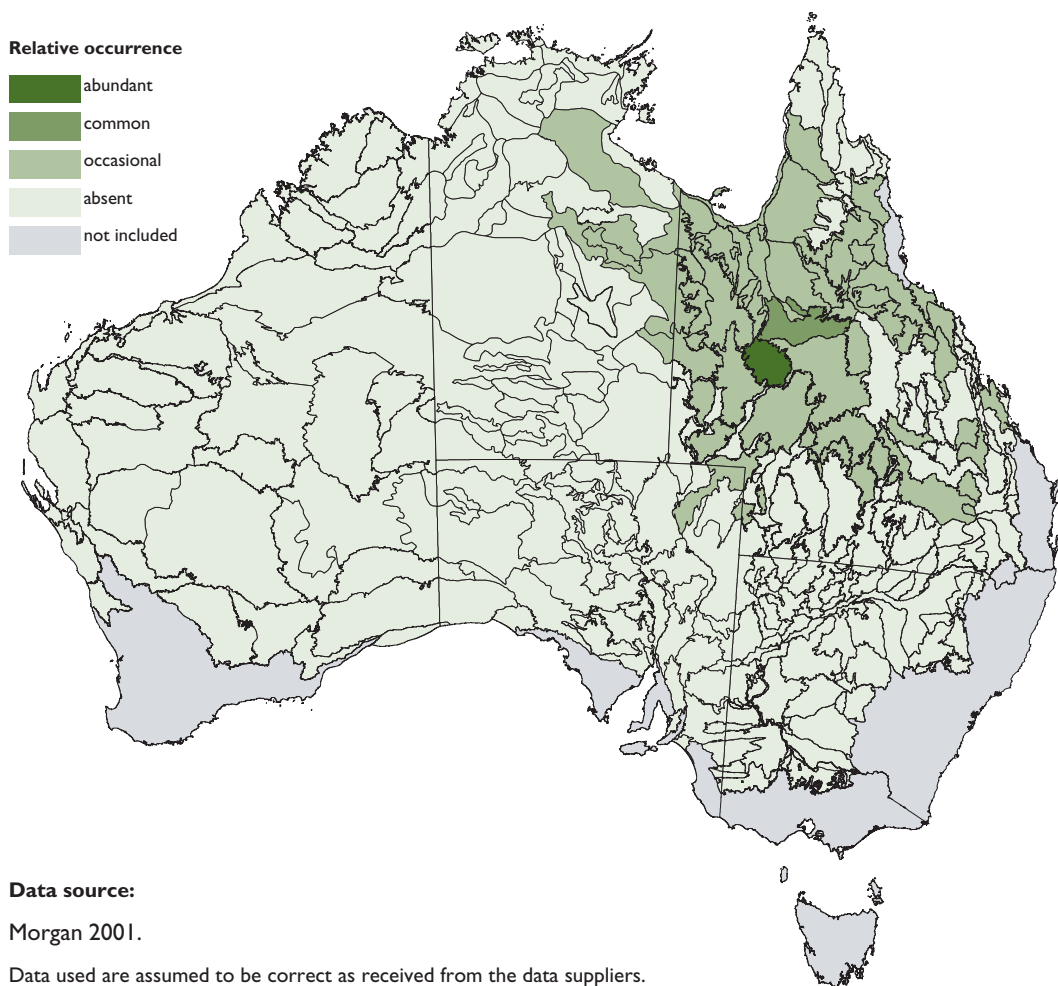 Relative occurrence
abundant
common
occasional
absent
not included
Data source:
Morgan 2001.
Data used are assumed to be correct as received from the data suppliers.